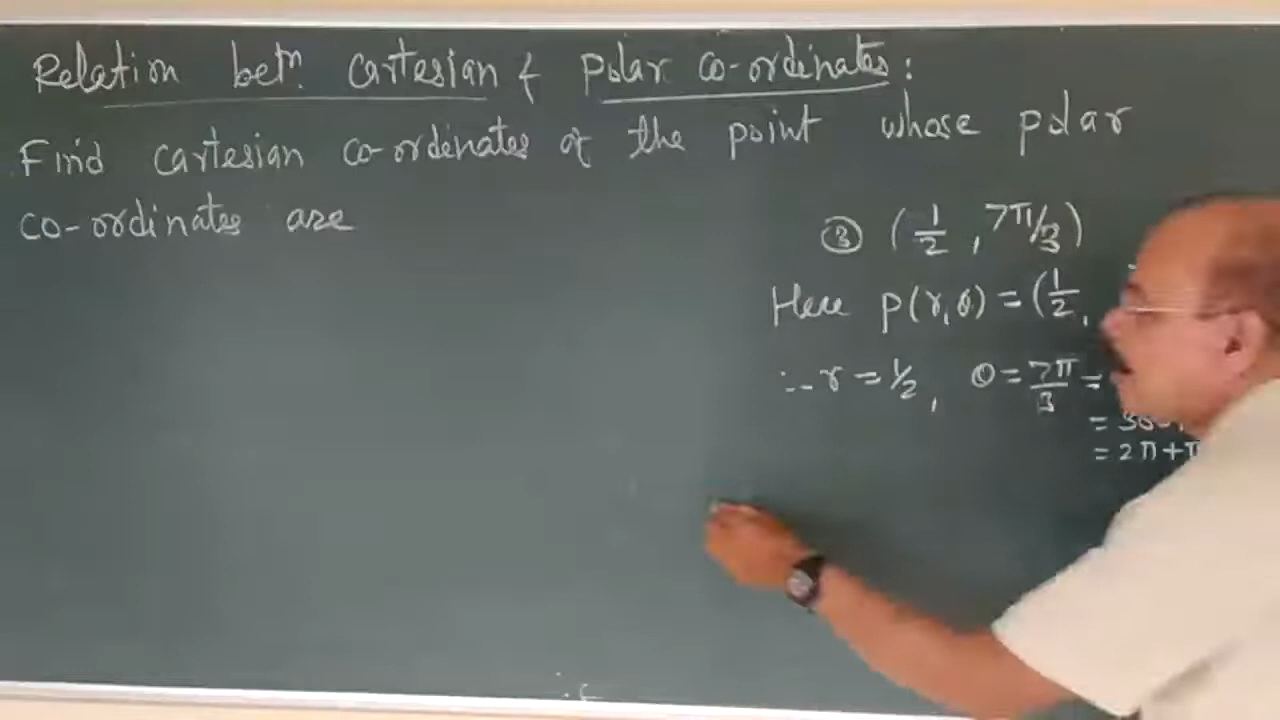 Relation betn. cartesian & polar co-ordinates:
Find cartesian co-ordinates of the point whose polar
co-ordinates are
③ (1/2, 7π/3)
Here p(r,θ) = (1/2,
∴ r = 1/2, θ = 7π/3 =
= 2π+π